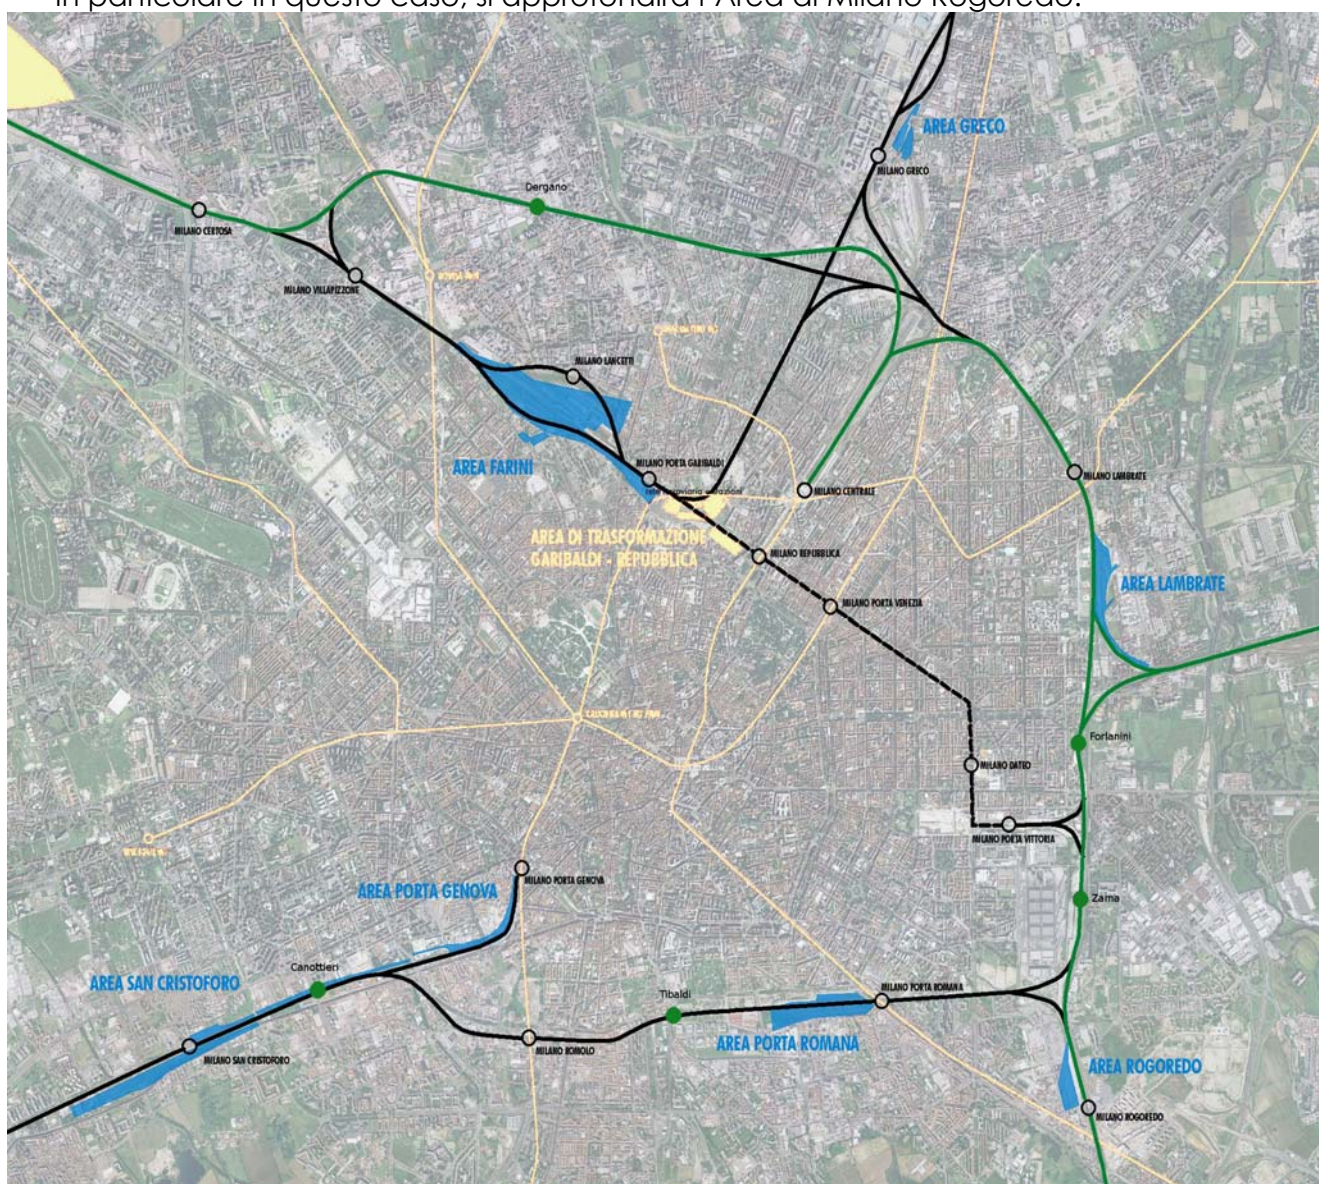 In particolare in questo caso, si approfondirà l'Area di Milano Rogoredo.
AREA GRECO
MILANO GRECO
Dergano
MILANO CERTOSA
MILANO VILLAPIZZONE
MILANO LANCETTI
AREA FARINI
MILANO PORTA GARIBALDI
MILANO CENTRALE
MILANO LAMBRATE
AREA DI TRASFORMAZIONE
GARIBALDI - REPUBBLICA
MILANO REPUBBLICA
AREA LAMBRATE
MILANO PORTA VENEZIA
Forlanini
MILANO DATEO
MILANO PORTA VITTORIA
AREA PORTA GENOVA
MILANO PORTA GENOVA
Zama
AREA SAN CRISTOFORO
Canottieri
Tibaldi
MILANO PORTA ROMANA
MILANO SAN CRISTOFORO
MILANO ROMOLO
AREA PORTA ROMANA
AREA ROGOREDO
MILANO ROGOREDO